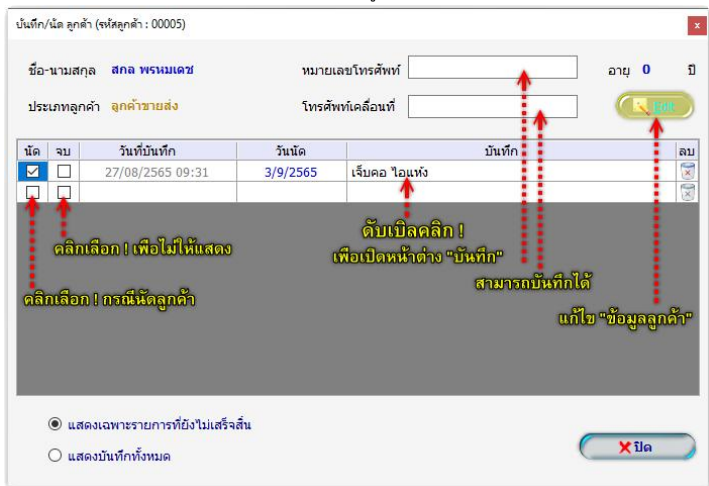 บันทึก/นัด ลูกค้า (รหัสลูกค้า : 00005) x
ชื่อ-นามสกุล สกล พรหมเดช หมายเลขโทรศัพท์ อายุ 0 ปี
ประเภทลูกค้า ลูกค้าขายส่ง โทรศัพท์เคลื่อนที่ Edit
นัด จบ วันที่บันทึก วันนัด บันทึก ลบ
27/08/2565 09:31 3/9/2565 เจ็บคอ ไอแห้ง
ดับเบิลคลิก !
คลิกเลือก ! เพื่อไม่ให้แสดง
เพื่อเปิดหน้าต่าง "บันทึก"
สามารถบันทึกได้
คลิกเลือก ! กรณีนัดลูกค้า
แก้ไข "ข้อมูลลูกค้า"
แสดงเฉพาะรายการที่ยังไม่เสร็จสิ้น
แสดงบันทึกทั้งหมด
ปิด